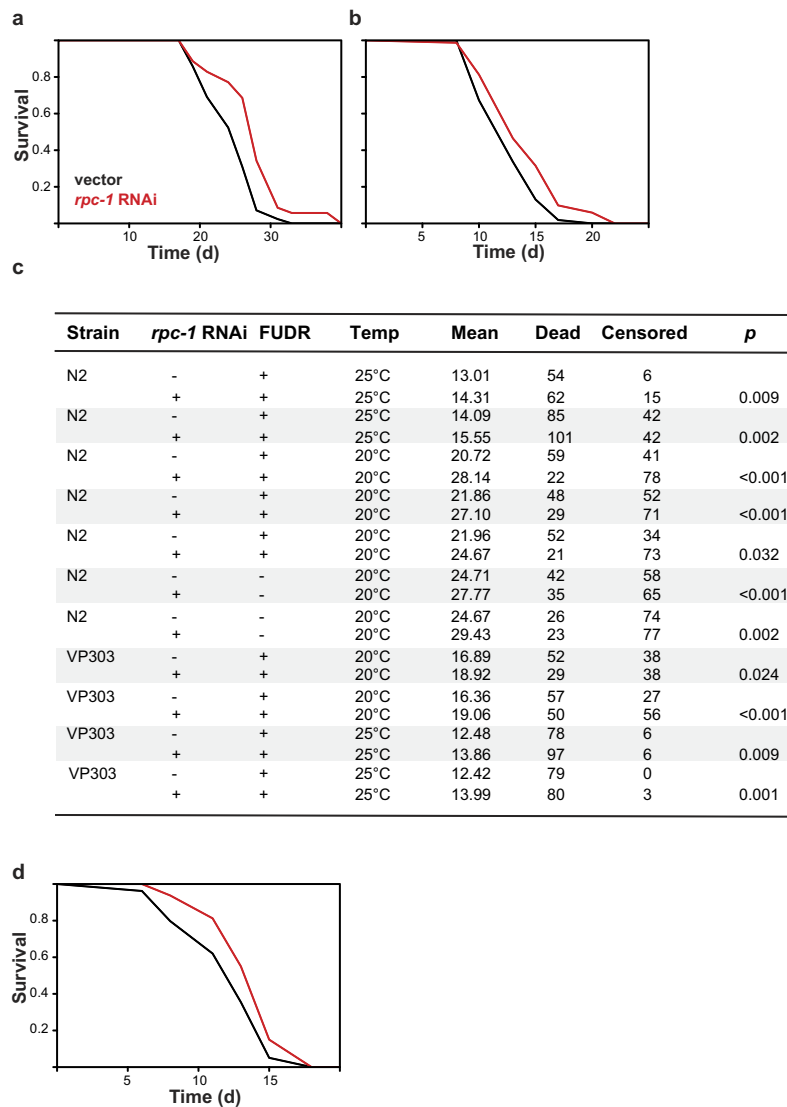 a
b
Survival
0.8
0.6
0.4
0.2
vector
rpc-1 RNAi
10 20 30
Time (d)
5 10 15 20
Time (d)
c
Strain rpc-1 RNAi FUDR Temp Mean Dead Censored p
N2 - + 25°C 13.01 54 6
+ + 25°C 14.31 62 15 0.009
N2 - + 25°C 14.09 85 42
+ + 25°C 15.55 101 42 0.002
N2 - + 20°C 20.72 59 41
+ + 20°C 28.14 22 78 <0.001
N2 - + 20°C 21.86 48 52
+ + 20°C 27.10 29 71 <0.001
N2 - + 20°C 21.96 52 34
+ + 20°C 24.67 21 73 0.032
N2 - - 20°C 24.71 42 58
+ - 20°C 27.77 35 65 <0.001
N2 - - 20°C 24.67 26 74
+ - 20°C 29.43 23 77 0.002
VP303 - + 20°C 16.89 52 38
+ + 20°C 18.92 29 38 0.024
VP303 - + 20°C 16.36 57 27
+ + 20°C 19.06 50 56 <0.001
VP303 - + 25°C 12.48 78 6
+ + 25°C 13.86 97 6 0.009
VP303 - + 25°C 12.42 79 0
+ + 25°C 13.99 80 3 0.001
d
Survival
0.8
0.6
0.4
0.2
5 10 15
Time (d)